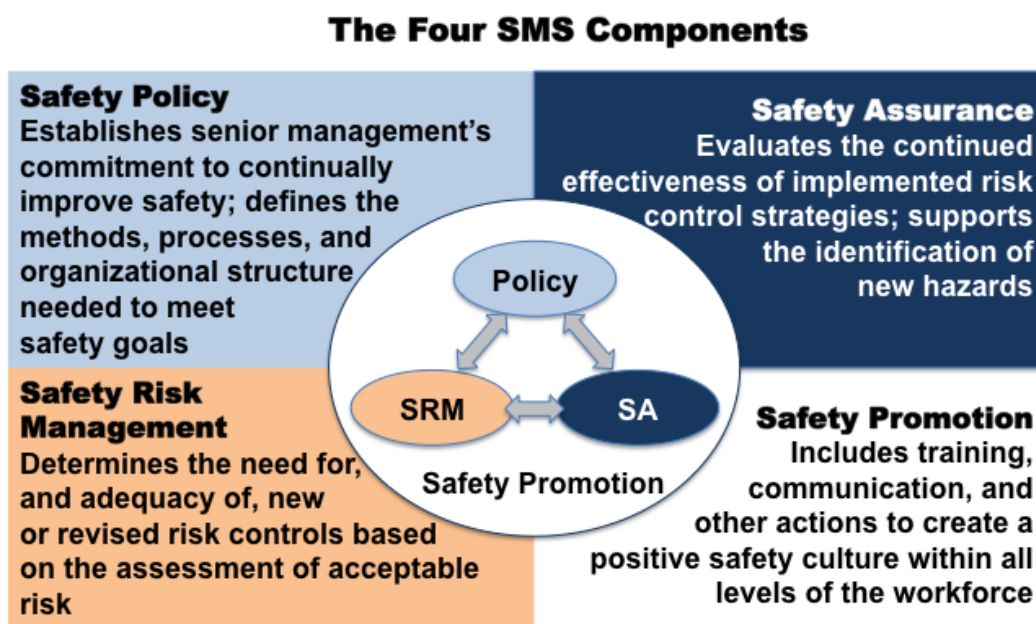 The Four SMS Components
Safety Policy
Establishes senior management's
commitment to continually
improve safety; defines the
methods, processes, and
organizational structure
needed to meet
safety goals
Safety Assurance
Evaluates the continued
effectiveness of implemented risk
control strategies; supports
the identification of
new hazards
Policy
SRM
SA
Safety Promotion
Safety Risk
Management
Determines the need for,
and adequacy of, new
or revised risk controls based
on the assessment of acceptable
risk
Safety Promotion
Includes training,
communication, and
other actions to create a
positive safety culture within all
levels of the workforce